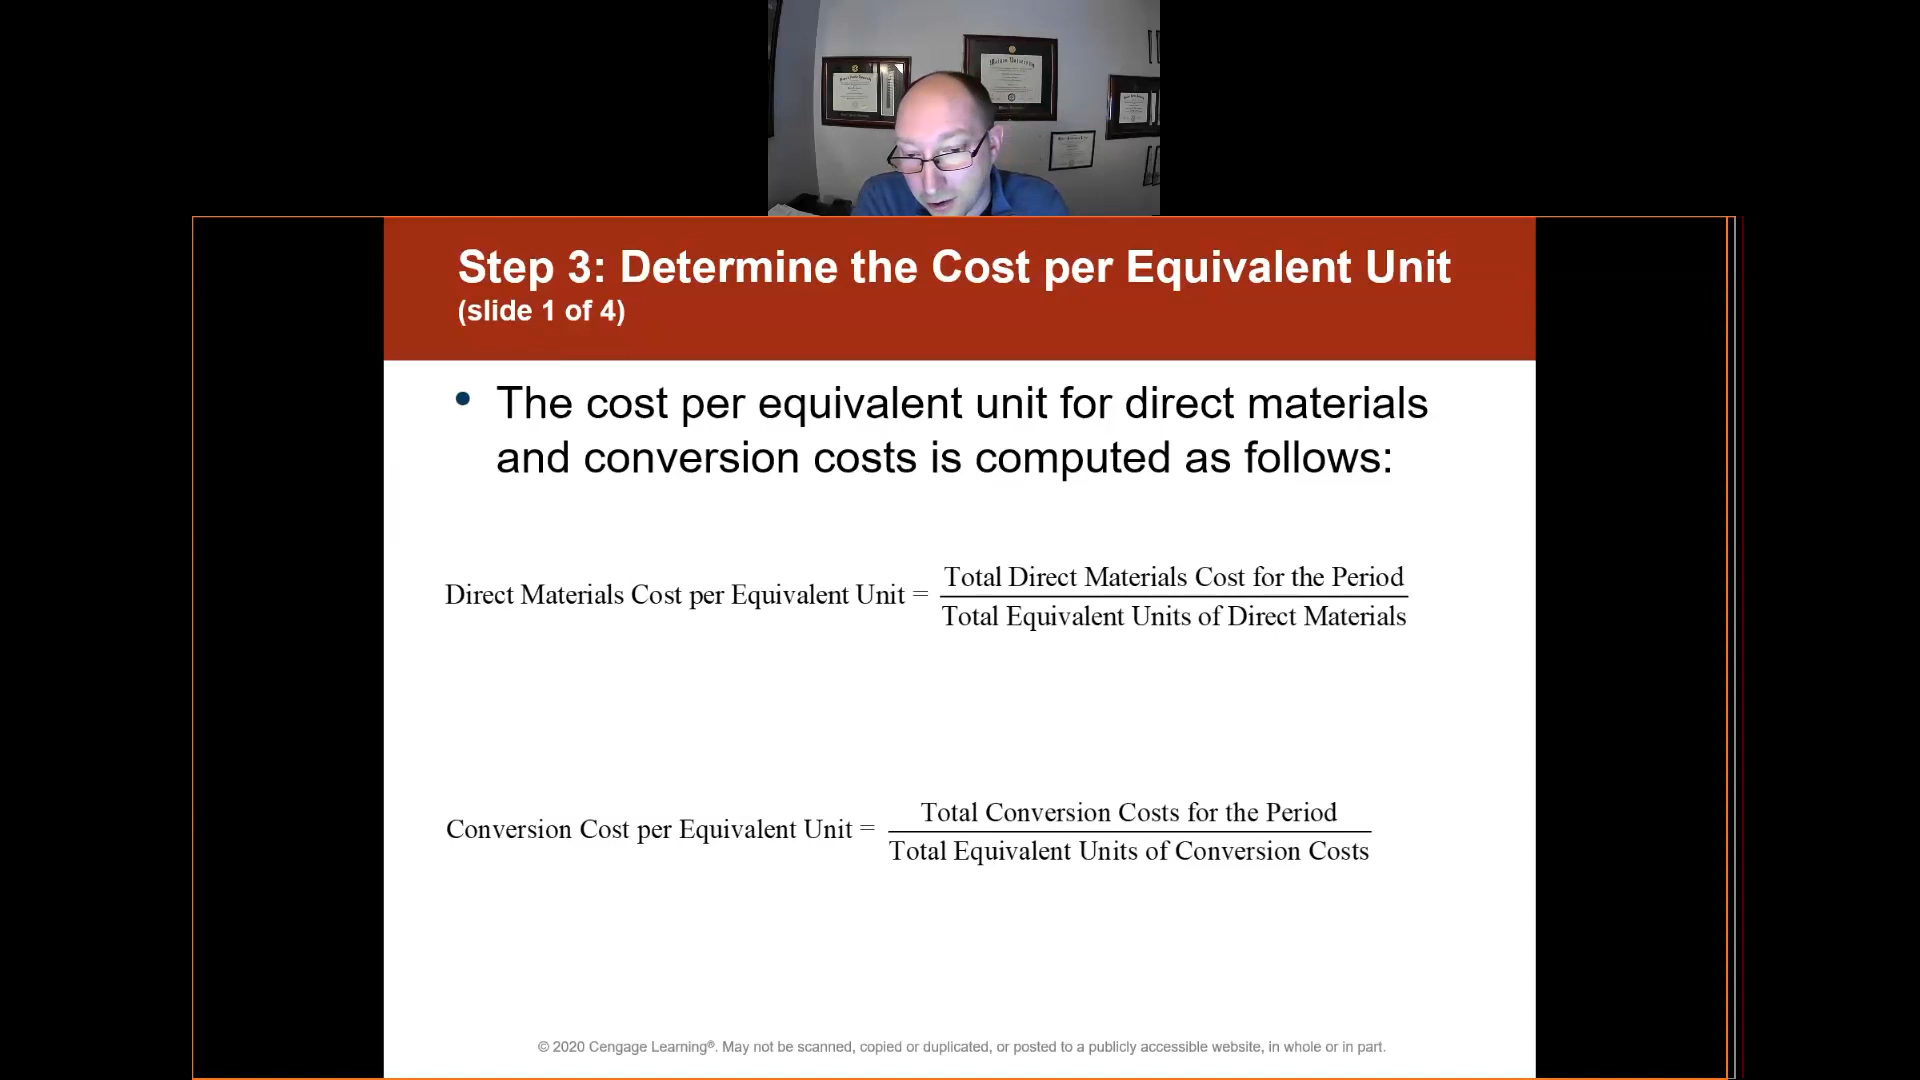 Step 3: Determine the Cost per Equivalent Unit
(slide 1 of 4)
• The cost per equivalent unit for direct materials
and conversion costs is computed as follows:
Direct Materials Cost per Equivalent Unit = Total Direct Materials Cost for the Period
Total Equivalent Units of Direct Materials
Conversion Cost per Equivalent Unit = Total Conversion Costs for the Period
Total Equivalent Units of Conversion Costs
© 2020 Cengage Learning®. May not be scanned, copied or duplicated, or posted to a publicly accessible website, in whole or in part.